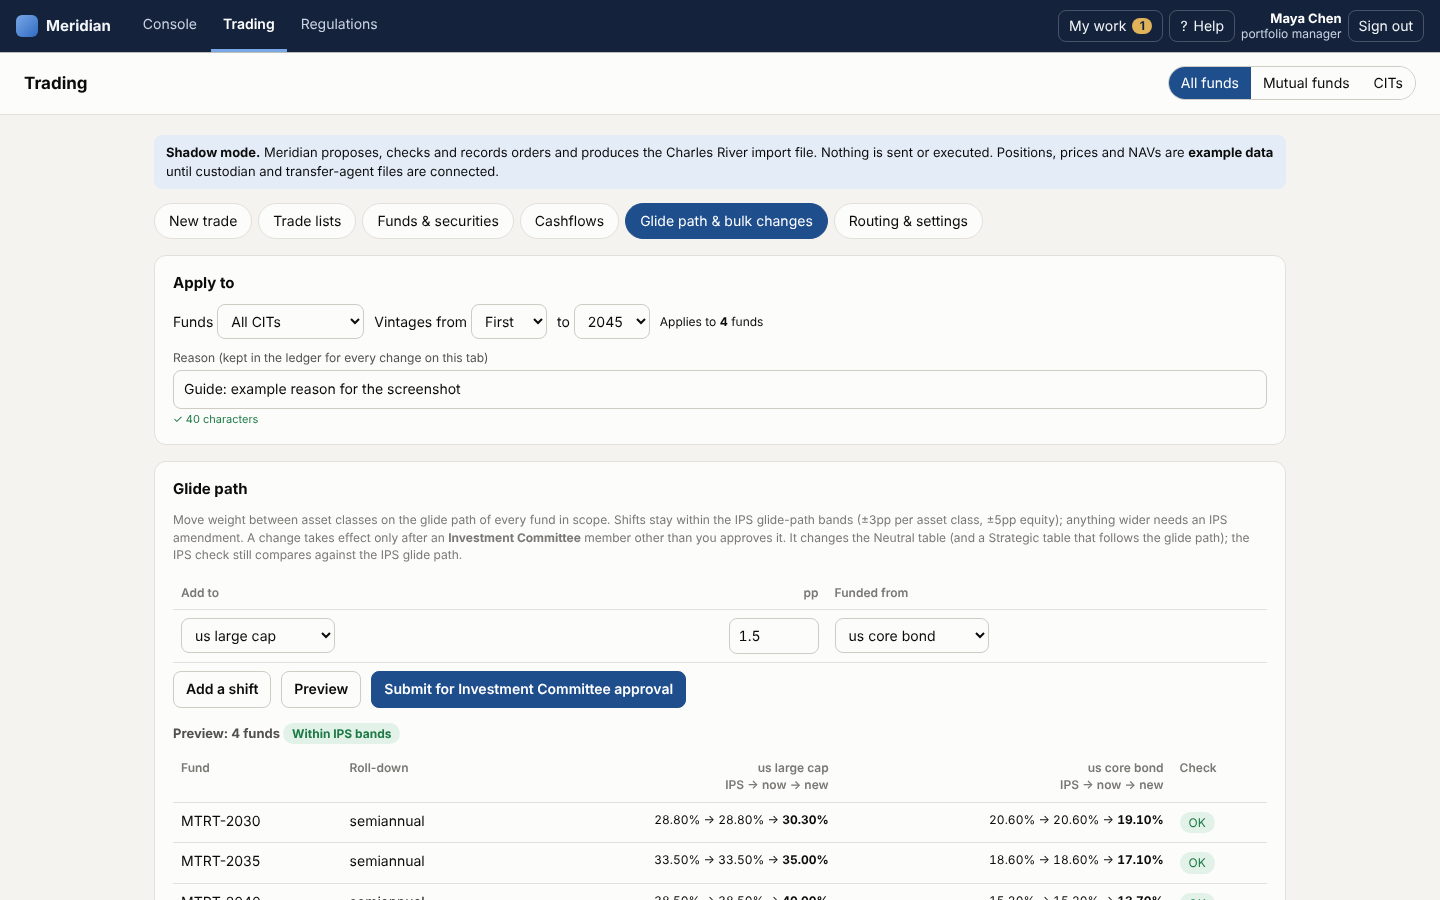 Meridian Console Trading Regulations My work 1 ? Help Maya Chen portfolio manager Sign out
Trading All funds Mutual funds CITs
Shadow mode. Meridian proposes, checks and records orders and produces the Charles River import file. Nothing is sent or executed. Positions, prices and NAVs are example data
until custodian and transfer-agent files are connected.
New trade Trade lists Funds & securities Cashflows Glide path & bulk changes Routing & settings
Apply to
Funds All CITs Vintages from First to 2045 Applies to 4 funds
Reason (kept in the ledger for every change on this tab)
Guide: example reason for the screenshot
✓ 40 characters
Glide path
Move weight between asset classes on the glide path of every fund in scope. Shifts stay within the IPS glide-path bands (±3pp per asset class, ±5pp equity); anything wider needs an IPS
amendment. A change takes effect only after an Investment Committee member other than you approves it. It changes the Neutral table (and a Strategic table that follows the glide path); the
IPS check still compares against the IPS glide path.
Add to pp Funded from
us large cap 1.5 us core bond
Add a shift Preview Submit for Investment Committee approval
Preview: 4 funds Within IPS bands
Fund Roll-down us large cap us core bond Check
IPS → now → new IPS → now → new
MTRT-2030 semiannual 28.80% → 28.80% → 30.30% 20.60% → 20.60% → 19.10% OK
MTRT-2035 semiannual 33.50% → 33.50% → 35.00% 18.60% → 18.60% → 17.10% OK